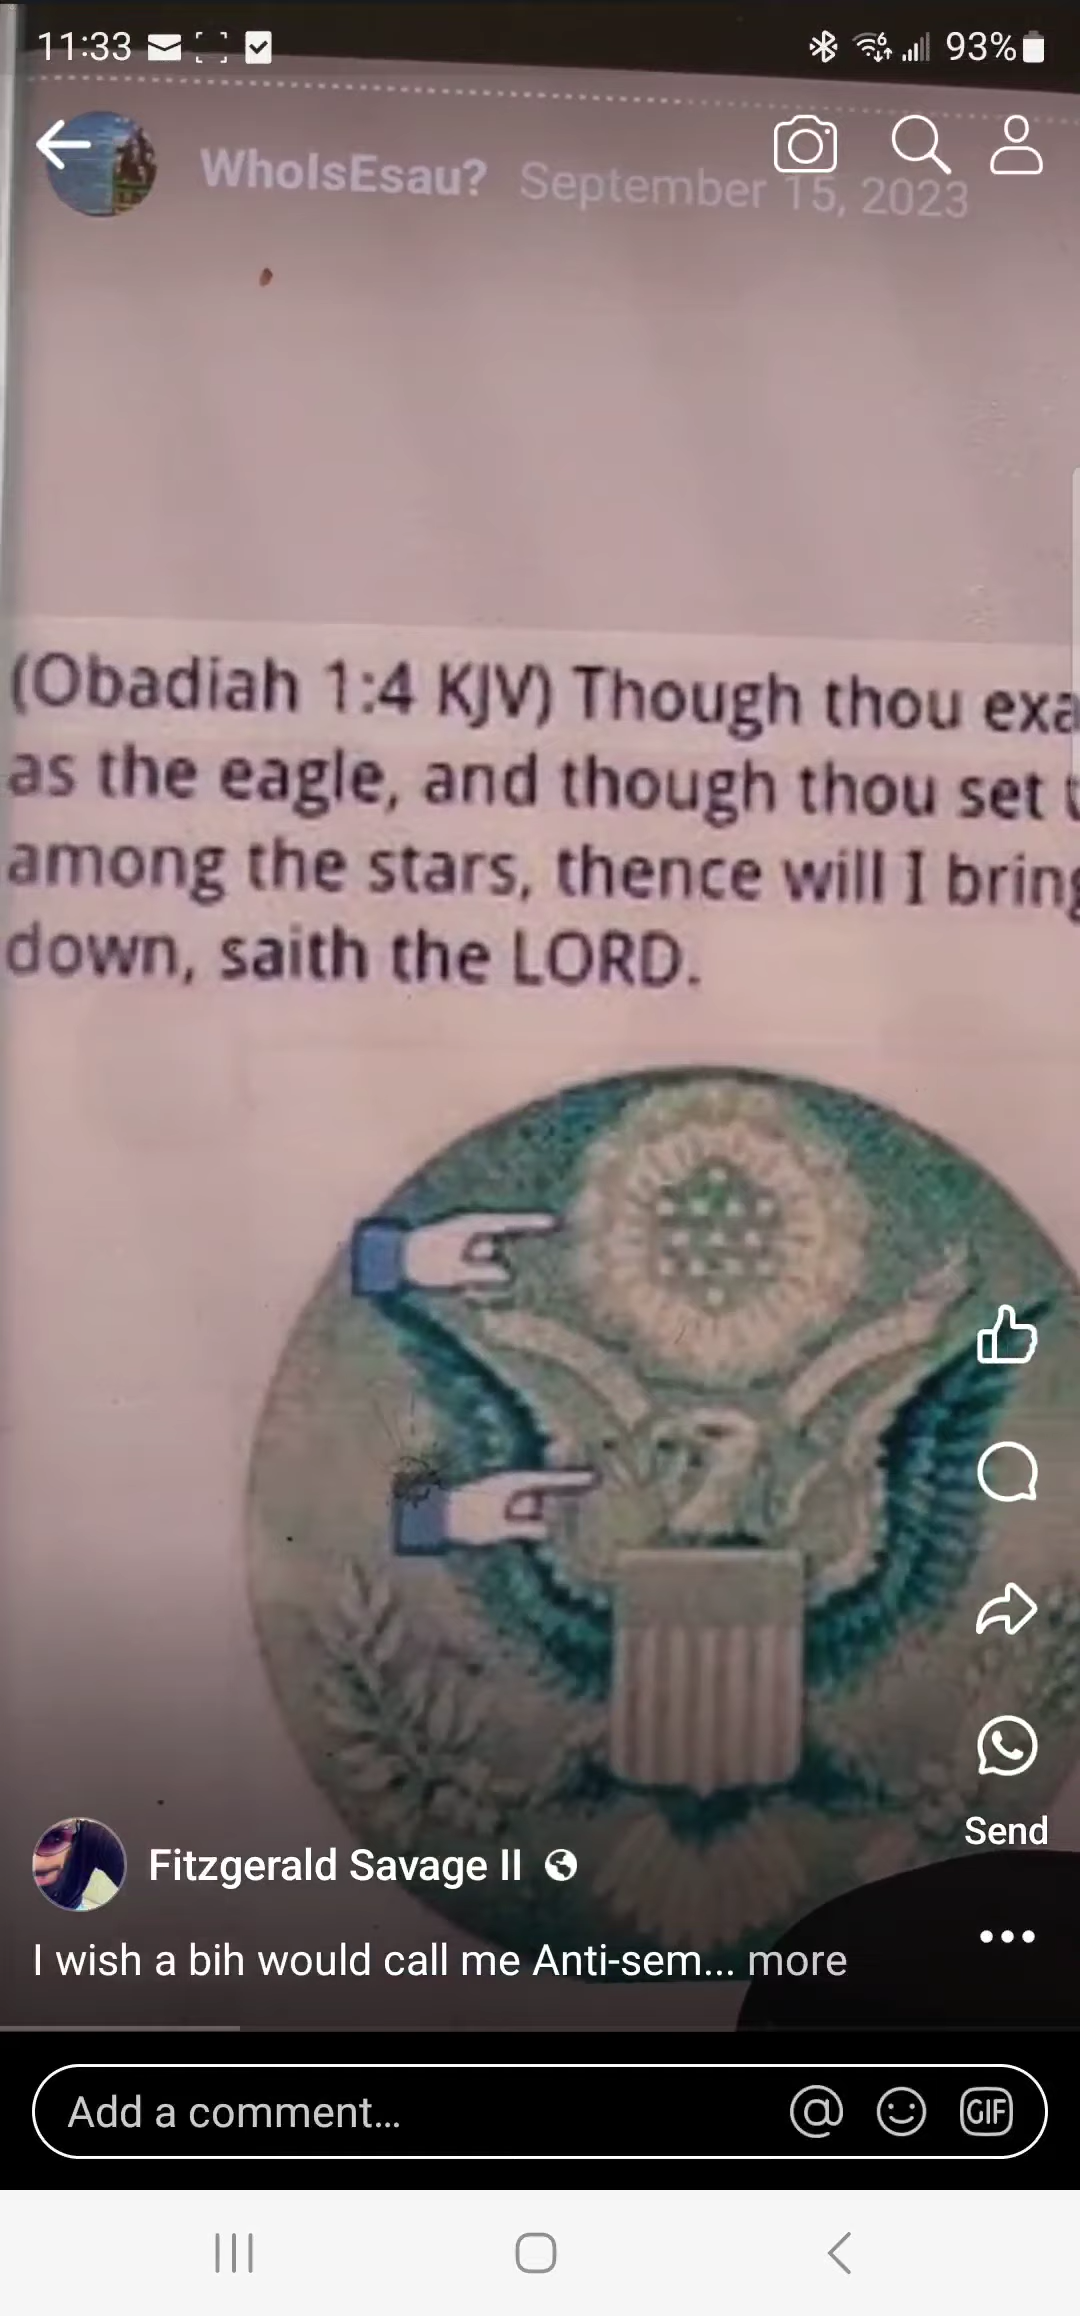 11:33
93%
WhoIsEsau? September 15, 2023
(Obadiah 1:4 KJV) Though thou exa
as the eagle, and though thou set t
among the stars, thence will I bring
down, saith the LORD.
Send
Fitzgerald Savage II
I wish a bih would call me Anti-sem... more
Add a comment...
@
GIF